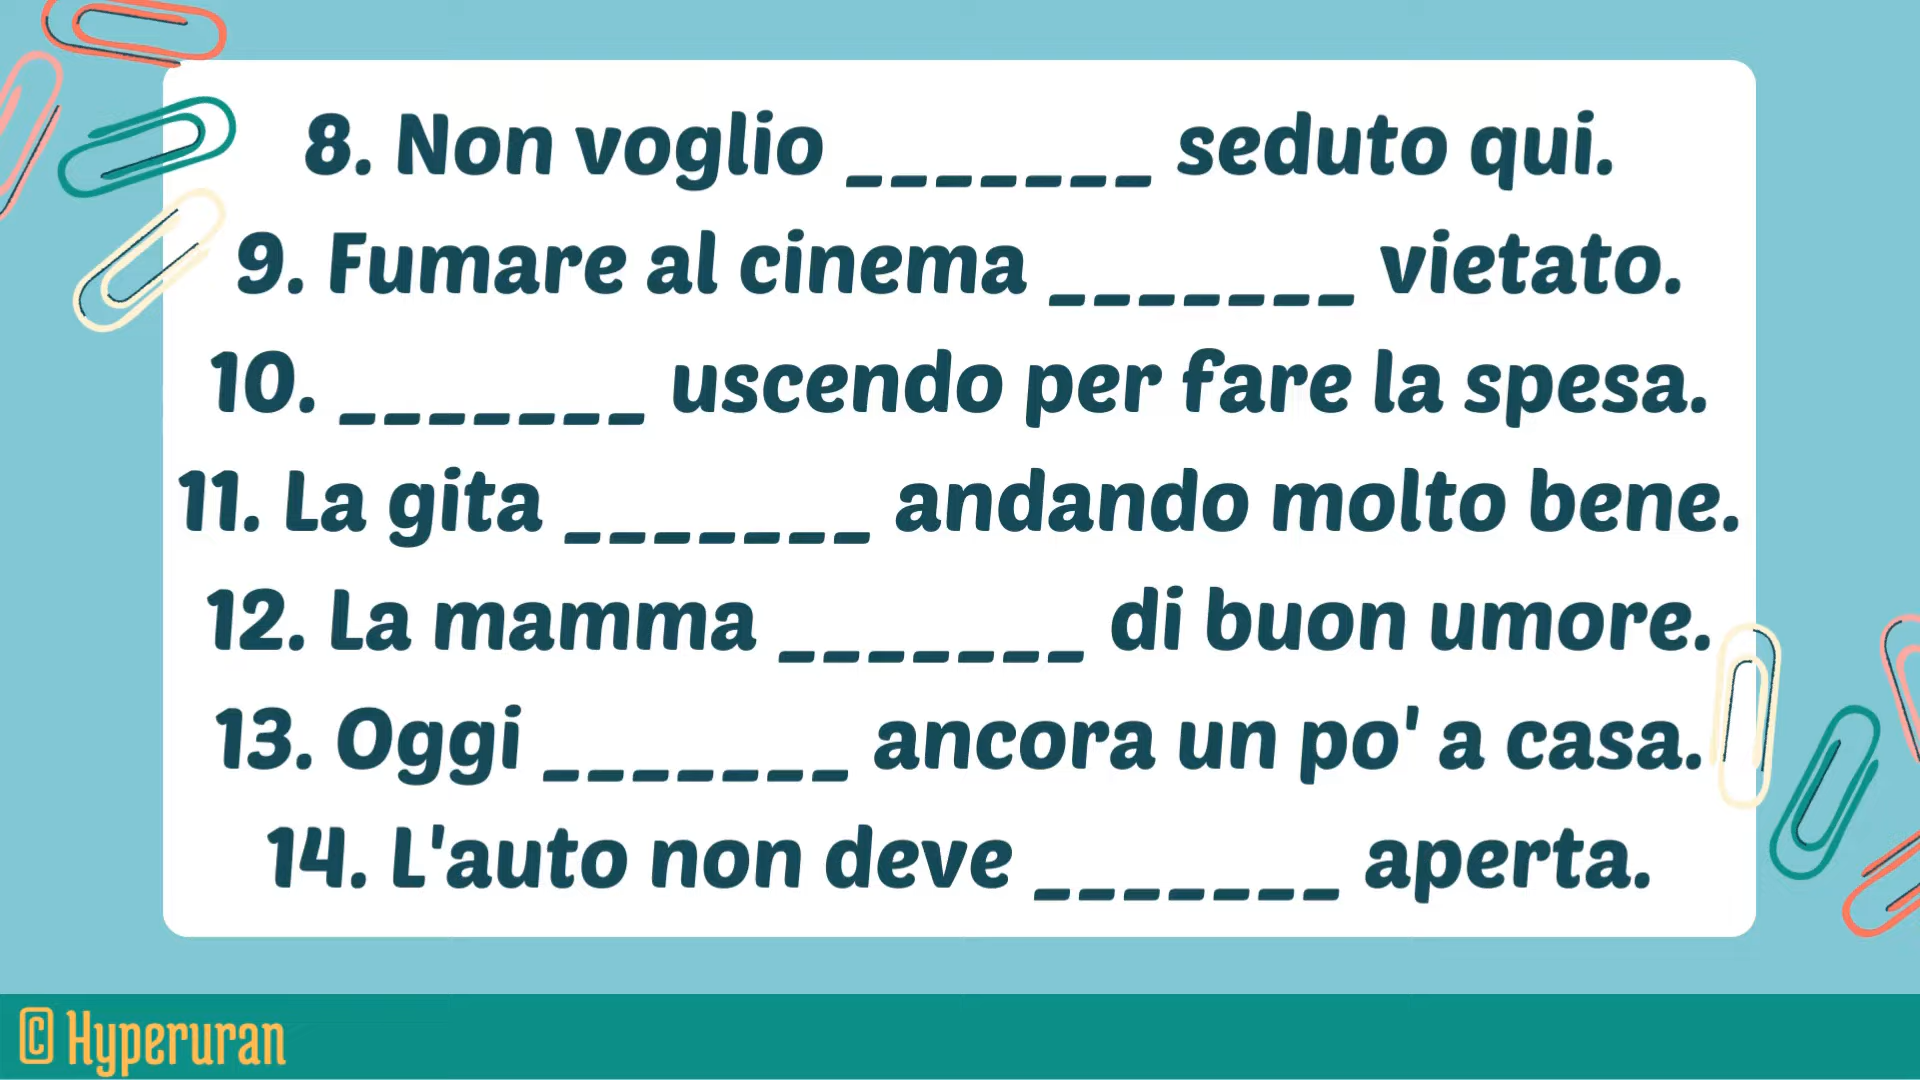 8. Non voglio _______ seduto qui.
9. Fumare al cinema _______ vietato.
10. _______ uscendo per fare la spesa.
11. La gita _______ andando molto bene.
12. La mamma _______ di buon umore.
13. Oggi _______ ancora un po' a casa.
14. L'auto non deve _______ aperta.
© Hyperuran